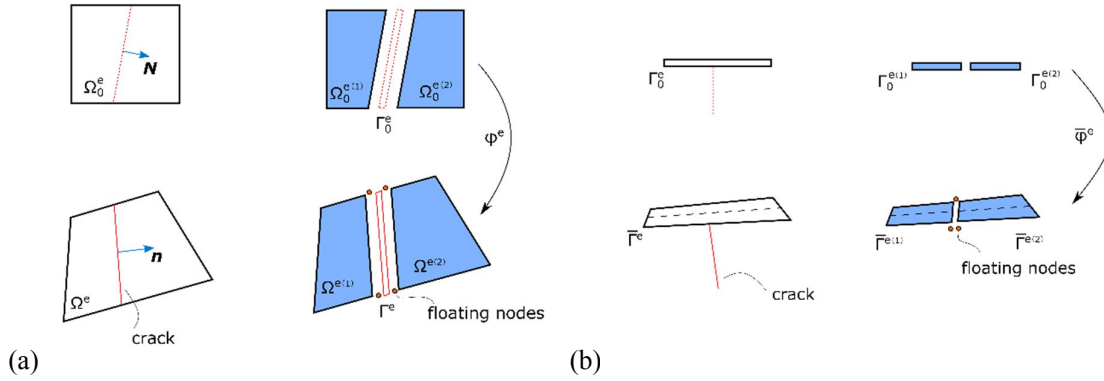 N
Ω₀ᵉ
Ω₀ᵉ⁽¹⁾
Ω₀ᵉ⁽²⁾
Γ₀ᵉ
φᵉ
n
Ωᵉ
crack
Ωᵉ⁽¹⁾
Ωᵉ⁽²⁾
Γᵉ
floating nodes
(a)
Γ₀ᵉ
Γ₀ᵉ⁽¹⁾
Γ₀ᵉ⁽²⁾
φ̅ᵉ
Γ̅ᵉ
crack
Γ̅ᵉ⁽¹⁾
Γ̅ᵉ⁽²⁾
floating nodes
(b)